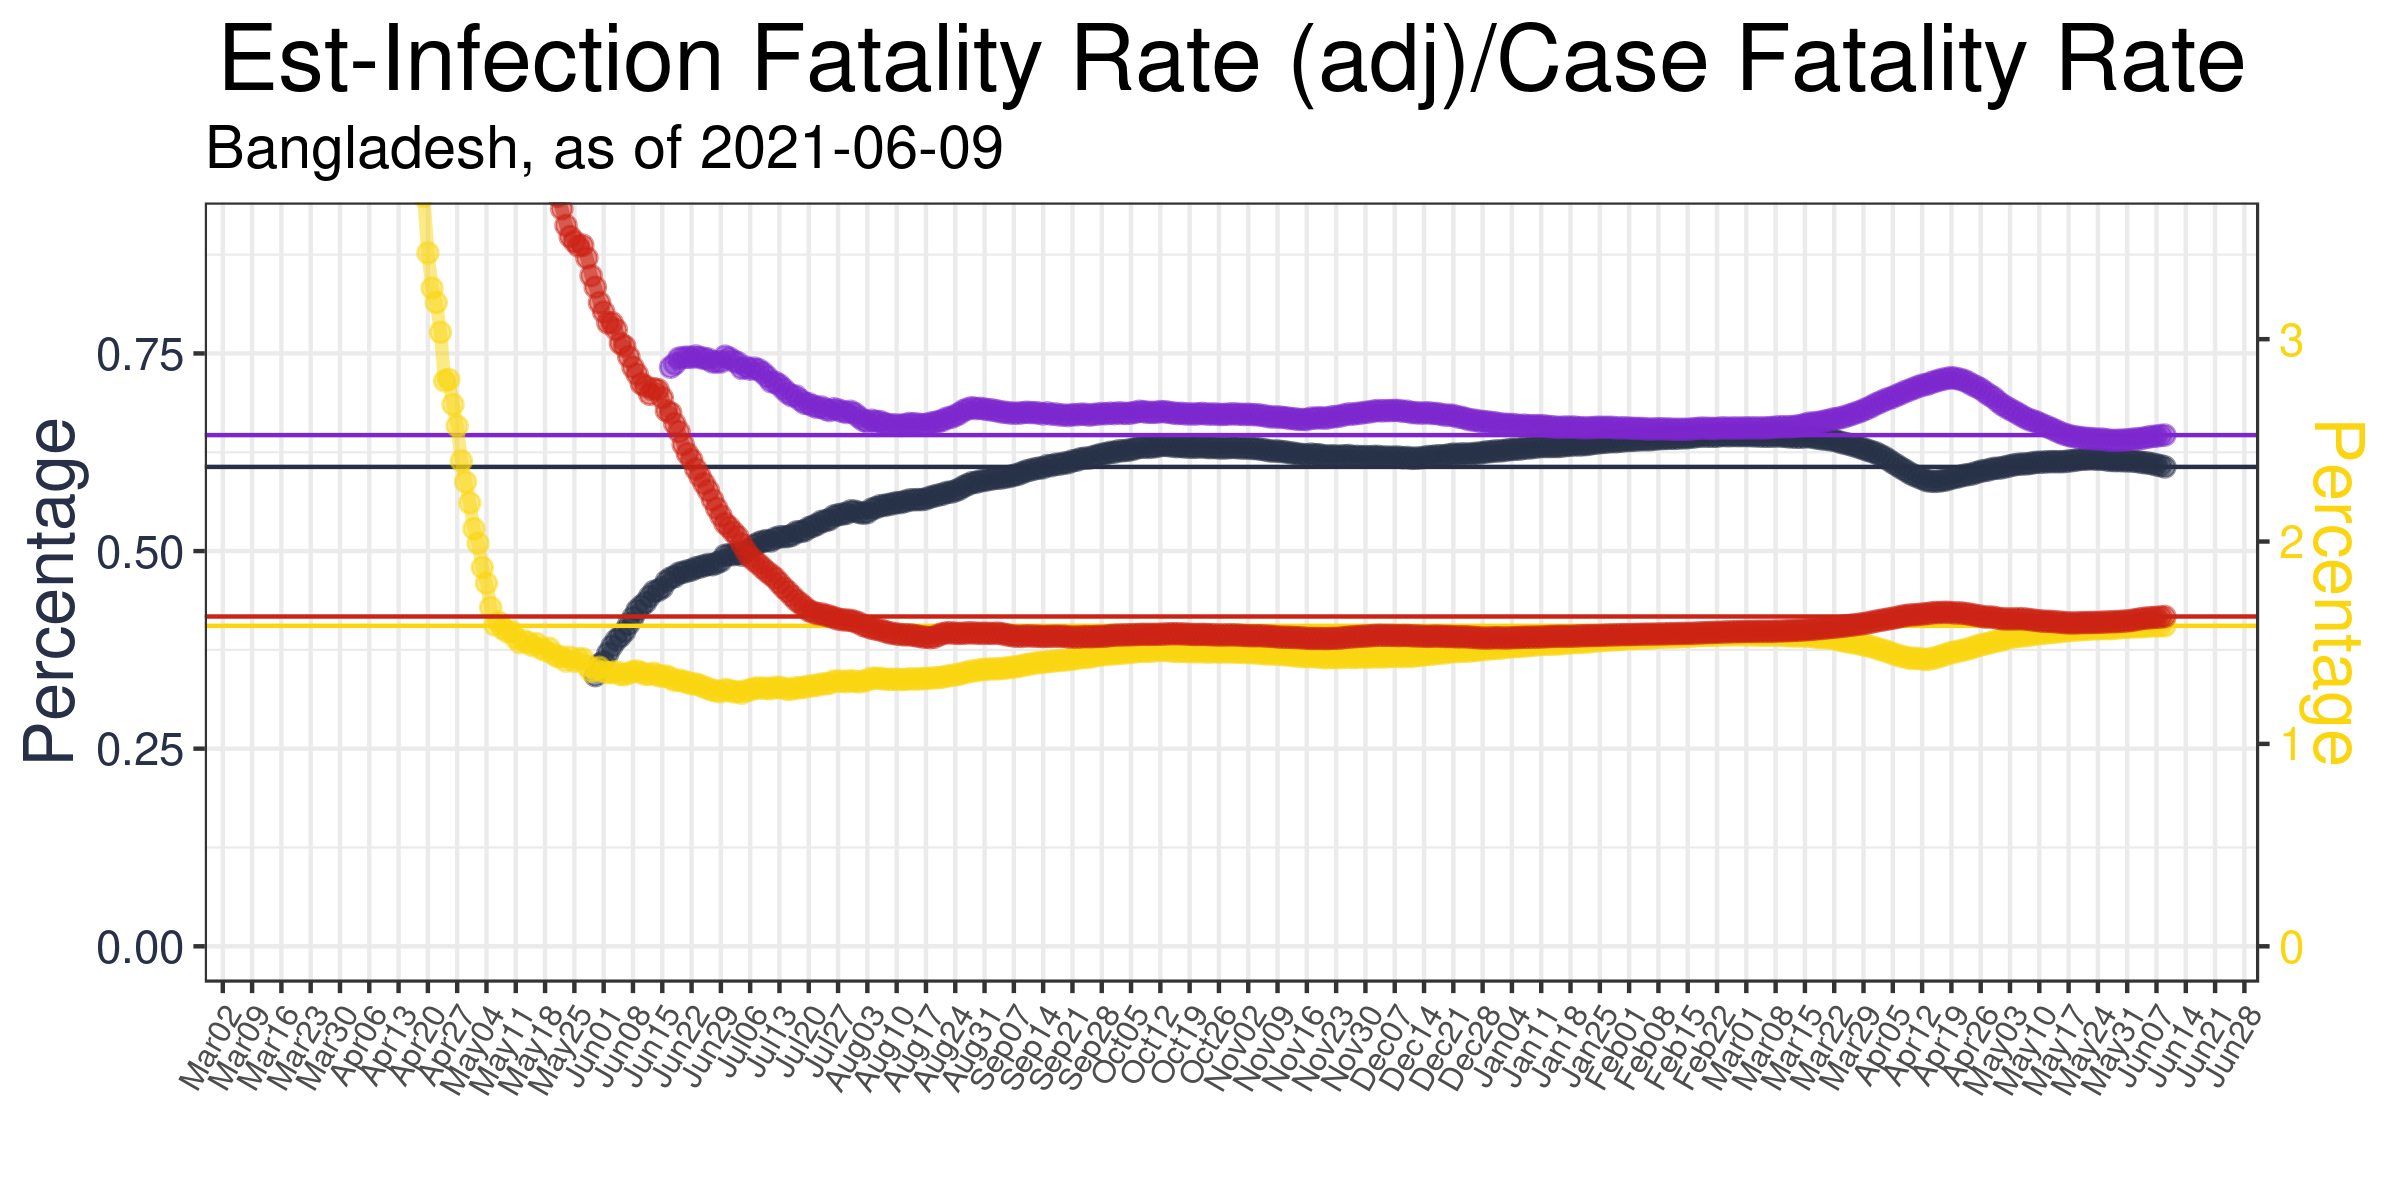 Est-Infection Fatality Rate (adj)/Case Fatality Rate
Bangladesh, as of 2021-06-09
Percentage
0.75
0.50
0.25
0.00
3
2
1
0
Percentage
Mar02
Mar09
Mar16
Mar23
Mar30
Apr06
Apr13
Apr20
Apr27
May04
May11
May18
May25
Jun01
Jun08
Jun15
Jun22
Jun29
Jul06
Jul13
Jul20
Jul27
Aug03
Aug10
Aug17
Aug24
Aug31
Sep07
Sep14
Sep21
Sep28
Oct05
Oct12
Oct19
Oct26
Nov02
Nov09
Nov16
Nov23
Nov30
Dec07
Dec14
Dec21
Dec28
Jan04
Jan11
Jan18
Jan25
Feb01
Feb08
Feb15
Feb22
Mar01
Mar08
Mar15
Mar22
Mar29
Apr05
Apr12
Apr19
Apr26
May03
May10
May17
May24
May31
Jun07
Jun14
Jun21
Jun28